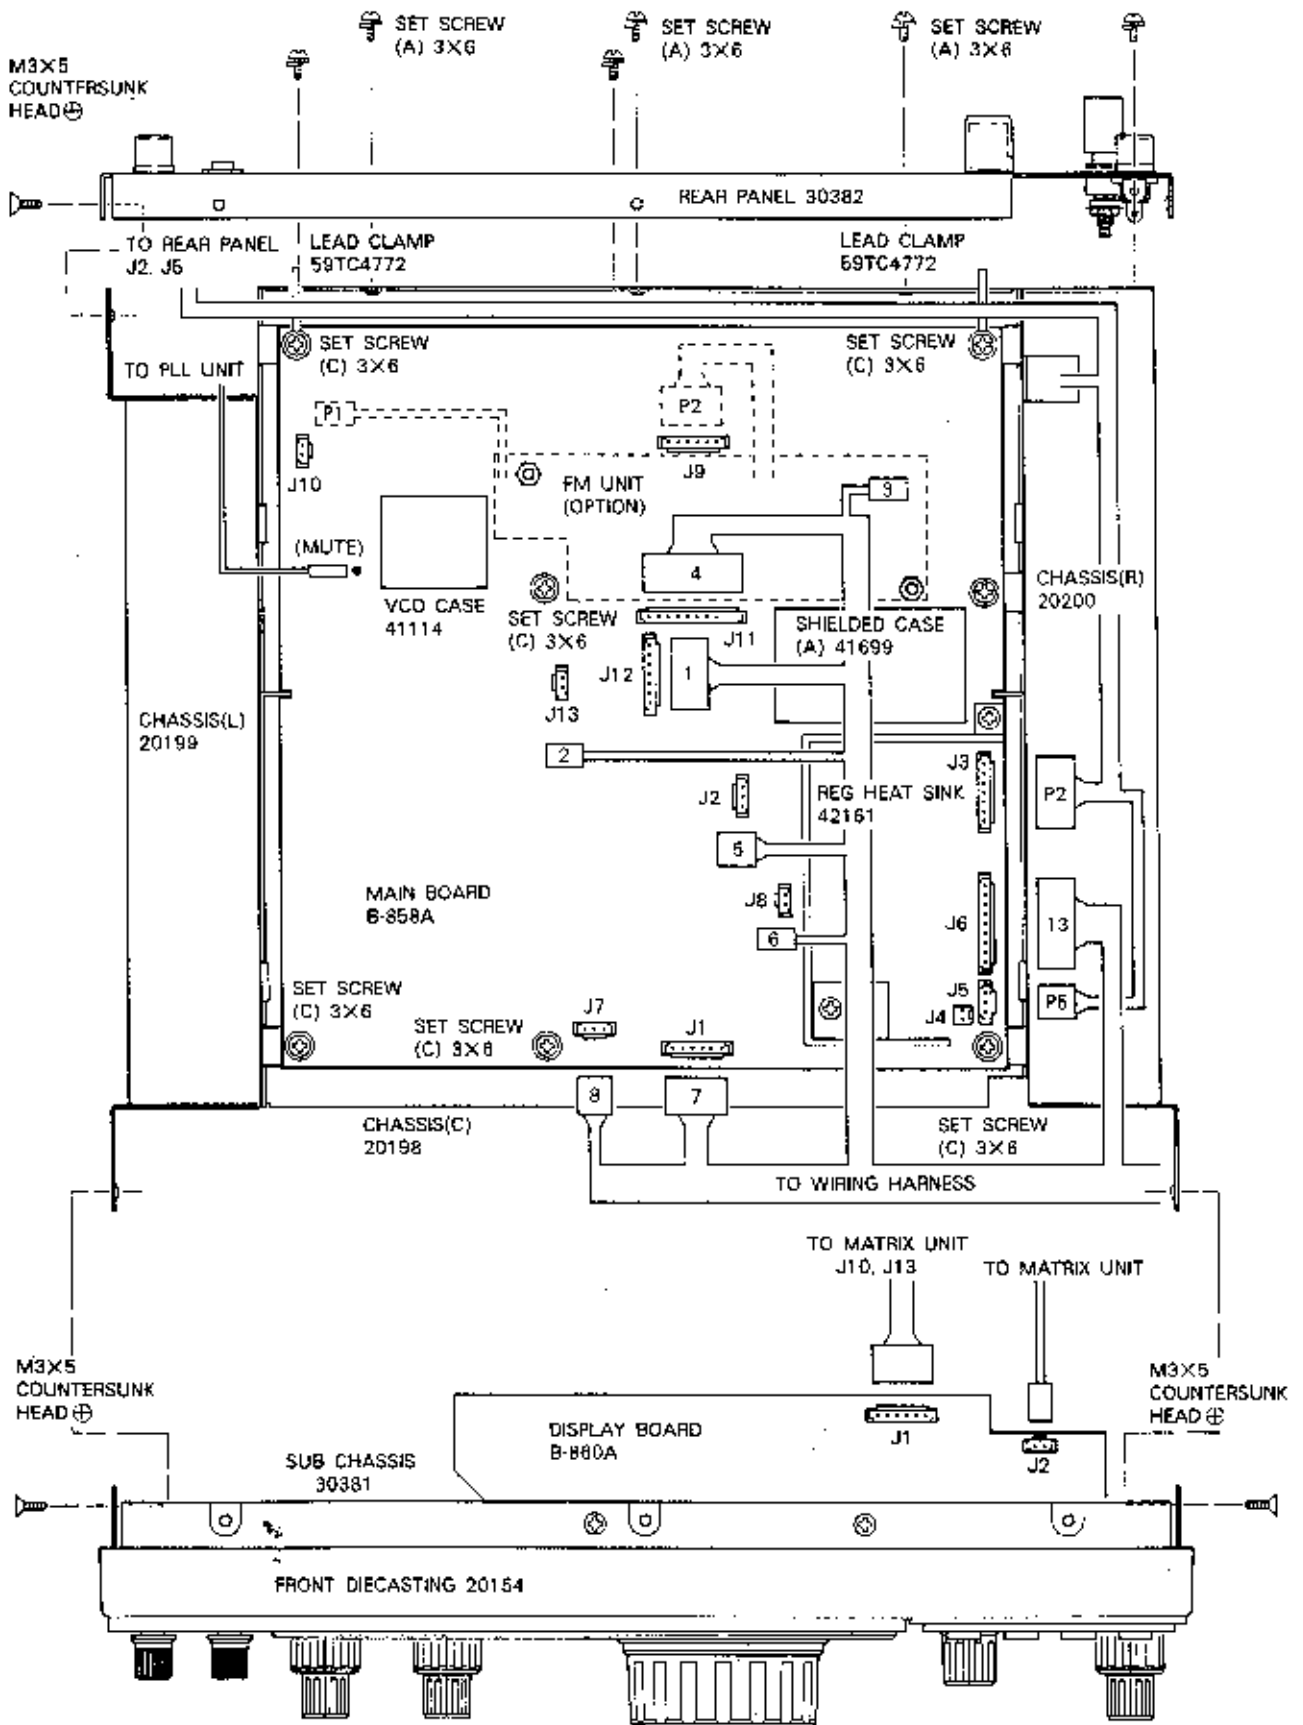 SET SCREW
(A) 3×6
SET SCREW
(A) 3×6
SET SCREW
(A) 3×6
M3×5
COUNTERSUNK
HEAD⊕
REAR PANEL 30382
TO REAR PANEL
J2, J5
LEAD CLAMP
59TC4772
LEAD CLAMP
59TC4772
SET SCREW
(C) 3×6
SET SCREW
(C) 3×6
TO PLL UNIT
P1
P2
J10
J9
FM UNIT
(OPTION)
9
(MUTE)
4
CHASSIS(R)
20200
VCO CASE
41114
SET SCREW
(C) 3×6
J11
SHIELDED CASE
(A) 41699
J12
1
J13
CHASSIS(L)
20199
2
J3
J2
REG HEAT SINK
42161
P2
5
MAIN BOARD
B-858A
J8
J6
13
6
SET SCREW
(C) 3×6
J5
P5
J7
J4
SET SCREW
(C) 3×6
J1
8
7
CHASSIS(C)
20198
SET SCREW
(C) 3×6
TO WIRING HARNESS
TO MATRIX UNIT
J10, J13
TO MATRIX UNIT
M3×5
COUNTERSUNK
HEAD⊕
M3×5
COUNTERSUNK
HEAD⊕
DISPLAY BOARD
B-860A
J1
J2
SUB CHASSIS
30381
FRONT DIECASTING 20154